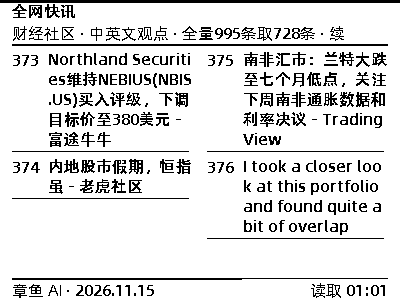 全网快讯
财经社区 · 中英文观点 · 全量995条取728条 · 续
373 Northland Securiti
es维持NEBIUS(NBIS
.US)买入评级，下调
目标价至380美元 -
富途牛牛
374 内地股市假期，恒指
虽 - 老虎社区
375 南非汇市：兰特大跌
至七个月低点，关注
下周南非通胀数据和
利率决议 - Trading
View
376 I took a closer loo
k at this portfolio
and found quite a
bit of overlap
章鱼 AI · 2026.11.15
读取 01:01